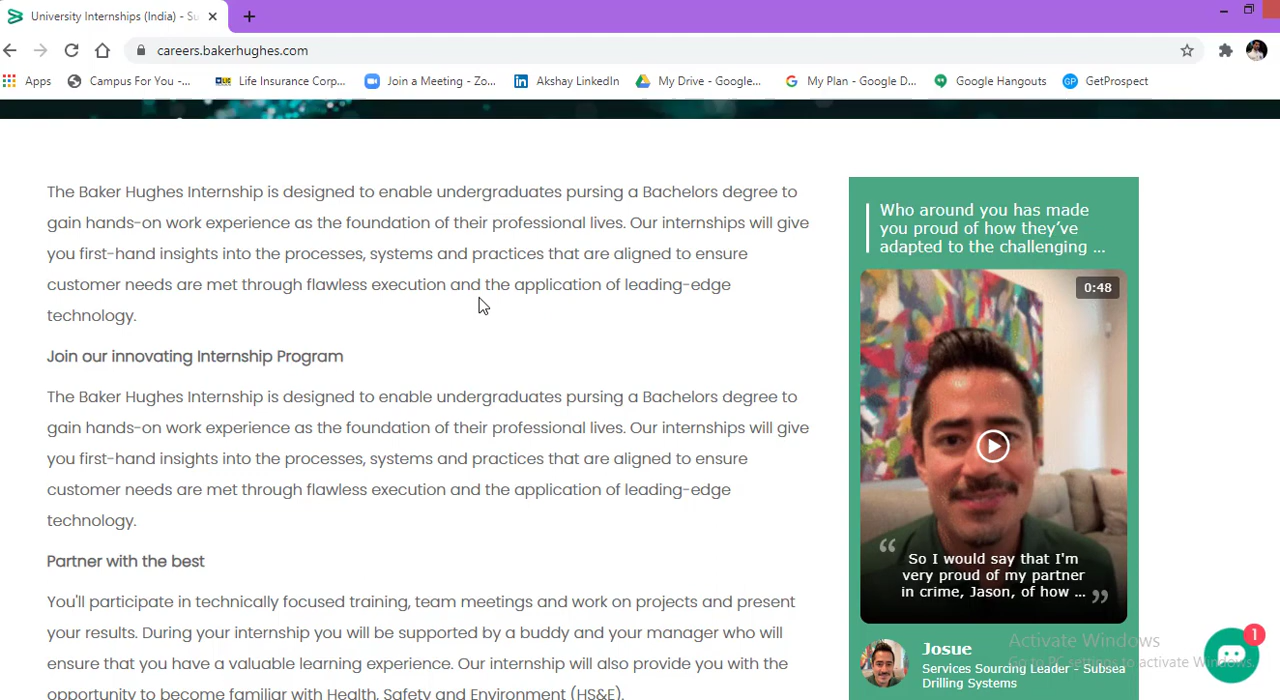 University Internships (India) - Su
careers.bakerhughes.com
Apps
Campus For You -...
LIC
Life Insurance Corp...
Join a Meeting - Zo...
in
Akshay LinkedIn
My Drive - Google...
G
My Plan - Google D...
Google Hangouts
GP
GetProspect
The Baker Hughes Internship is designed to enable undergraduates pursing a Bachelors degree to
gain hands-on work experience as the foundation of their professional lives. Our internships will give
you first-hand insights into the processes, systems and practices that are aligned to ensure
customer needs are met through flawless execution and the application of leading-edge
technology.
Join our innovating Internship Program
The Baker Hughes Internship is designed to enable undergraduates pursing a Bachelors degree to
gain hands-on work experience as the foundation of their professional lives. Our internships will give
you first-hand insights into the processes, systems and practices that are aligned to ensure
customer needs are met through flawless execution and the application of leading-edge
technology.
Partner with the best
You'll participate in technically focused training, team meetings and work on projects and present
your results. During your internship you will be supported by a buddy and your manager who will
ensure that you have a valuable learning experience. Our internship will also provide you with the
opportunity to become familiar with Health, Safety and Environment (HS&E).
Who around you has made
you proud of how they've
adapted to the challenging ...
0:48
“ So I would say that I'm
very proud of my partner
in crime, Jason, of how ... ”
Josue
Services Sourcing Leader - Subsea
Drilling Systems
Activate Windows
Go to PC settings to activate Windows.
1